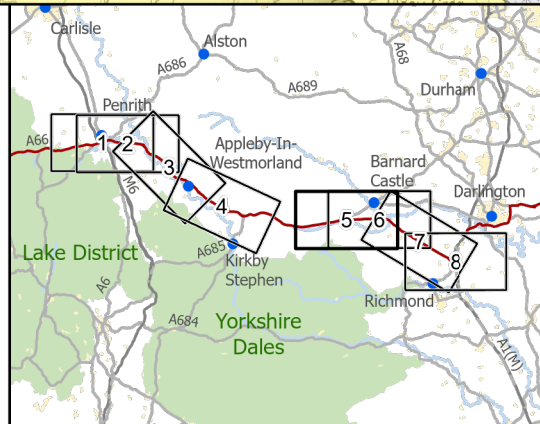 Carlisle
Alston
A686
A68
A689
Durham
Penrith
A66
1
2
3
4
5
6
7
8
M6
Appleby-In-
Westmorland
Barnard
Castle
Darlington
Lake District
A685
Kirkby
Stephen
Richmond
A6
A684
Yorkshire
Dales
A1(M)